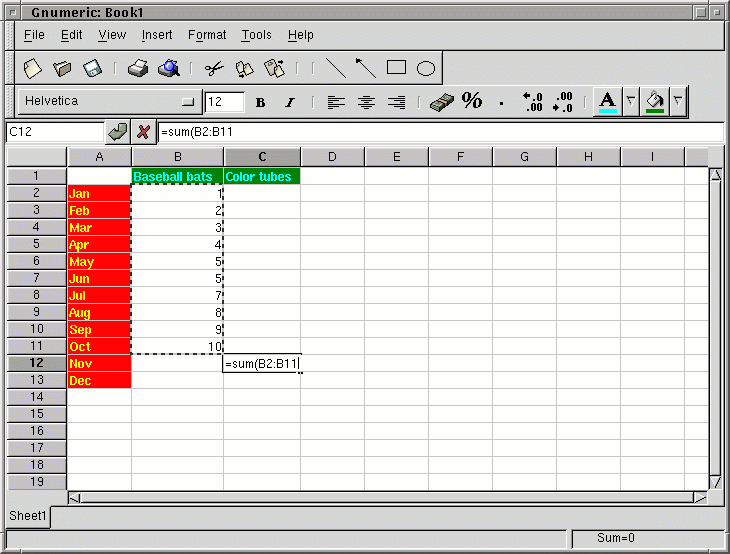 Gnumeric: Book1
File Edit View Insert Format Tools Help
Helvetica 12 B I % . ←.0 .00 .00 →.0 A
C12 =sum(B2:B11
A B C D E F G H I
1 Baseball bats Color tubes
2 Jan 1
3 Feb 2
4 Mar 3
5 Apr 4
6 May 5
7 Jun 5
8 Jul 7
9 Aug 8
10 Sep 9
11 Oct 10
12 Nov =sum(B2:B11
13 Dec
14
15
16
17
18
19
Sheet1
Sum=0